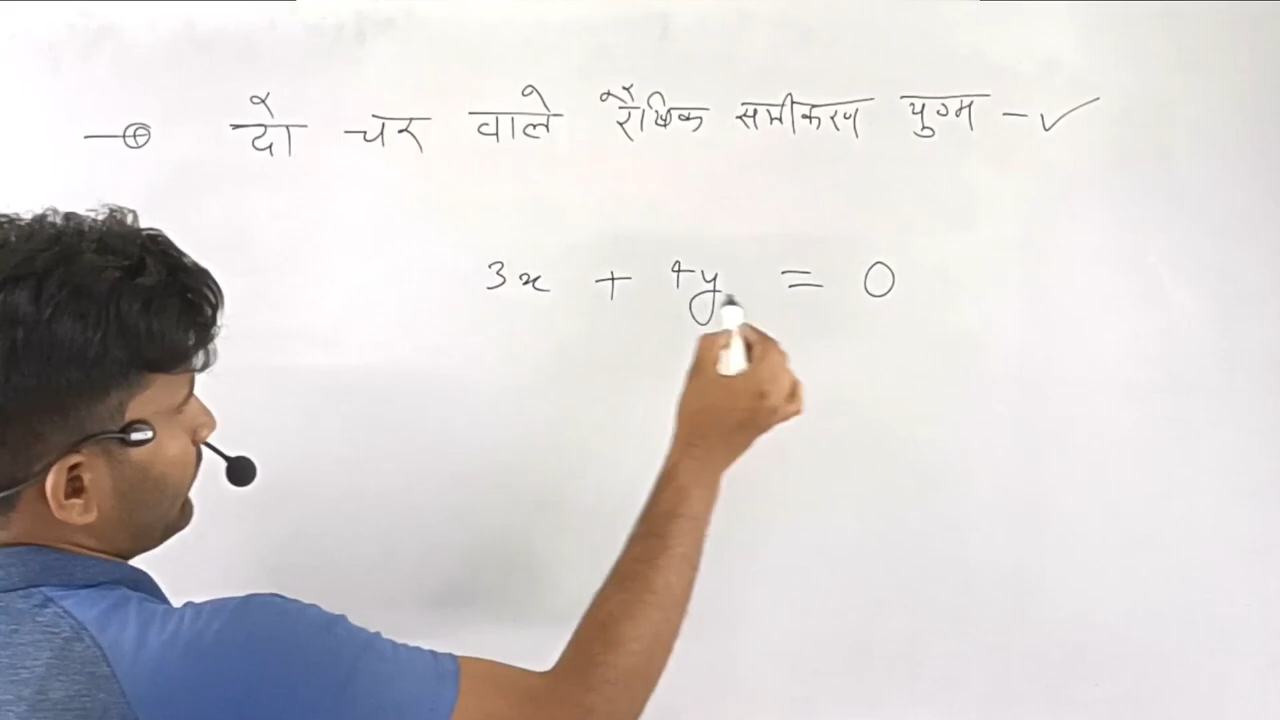 दो चर वाले रैखिक समीकरण युग्म -
3x + 4y = 0